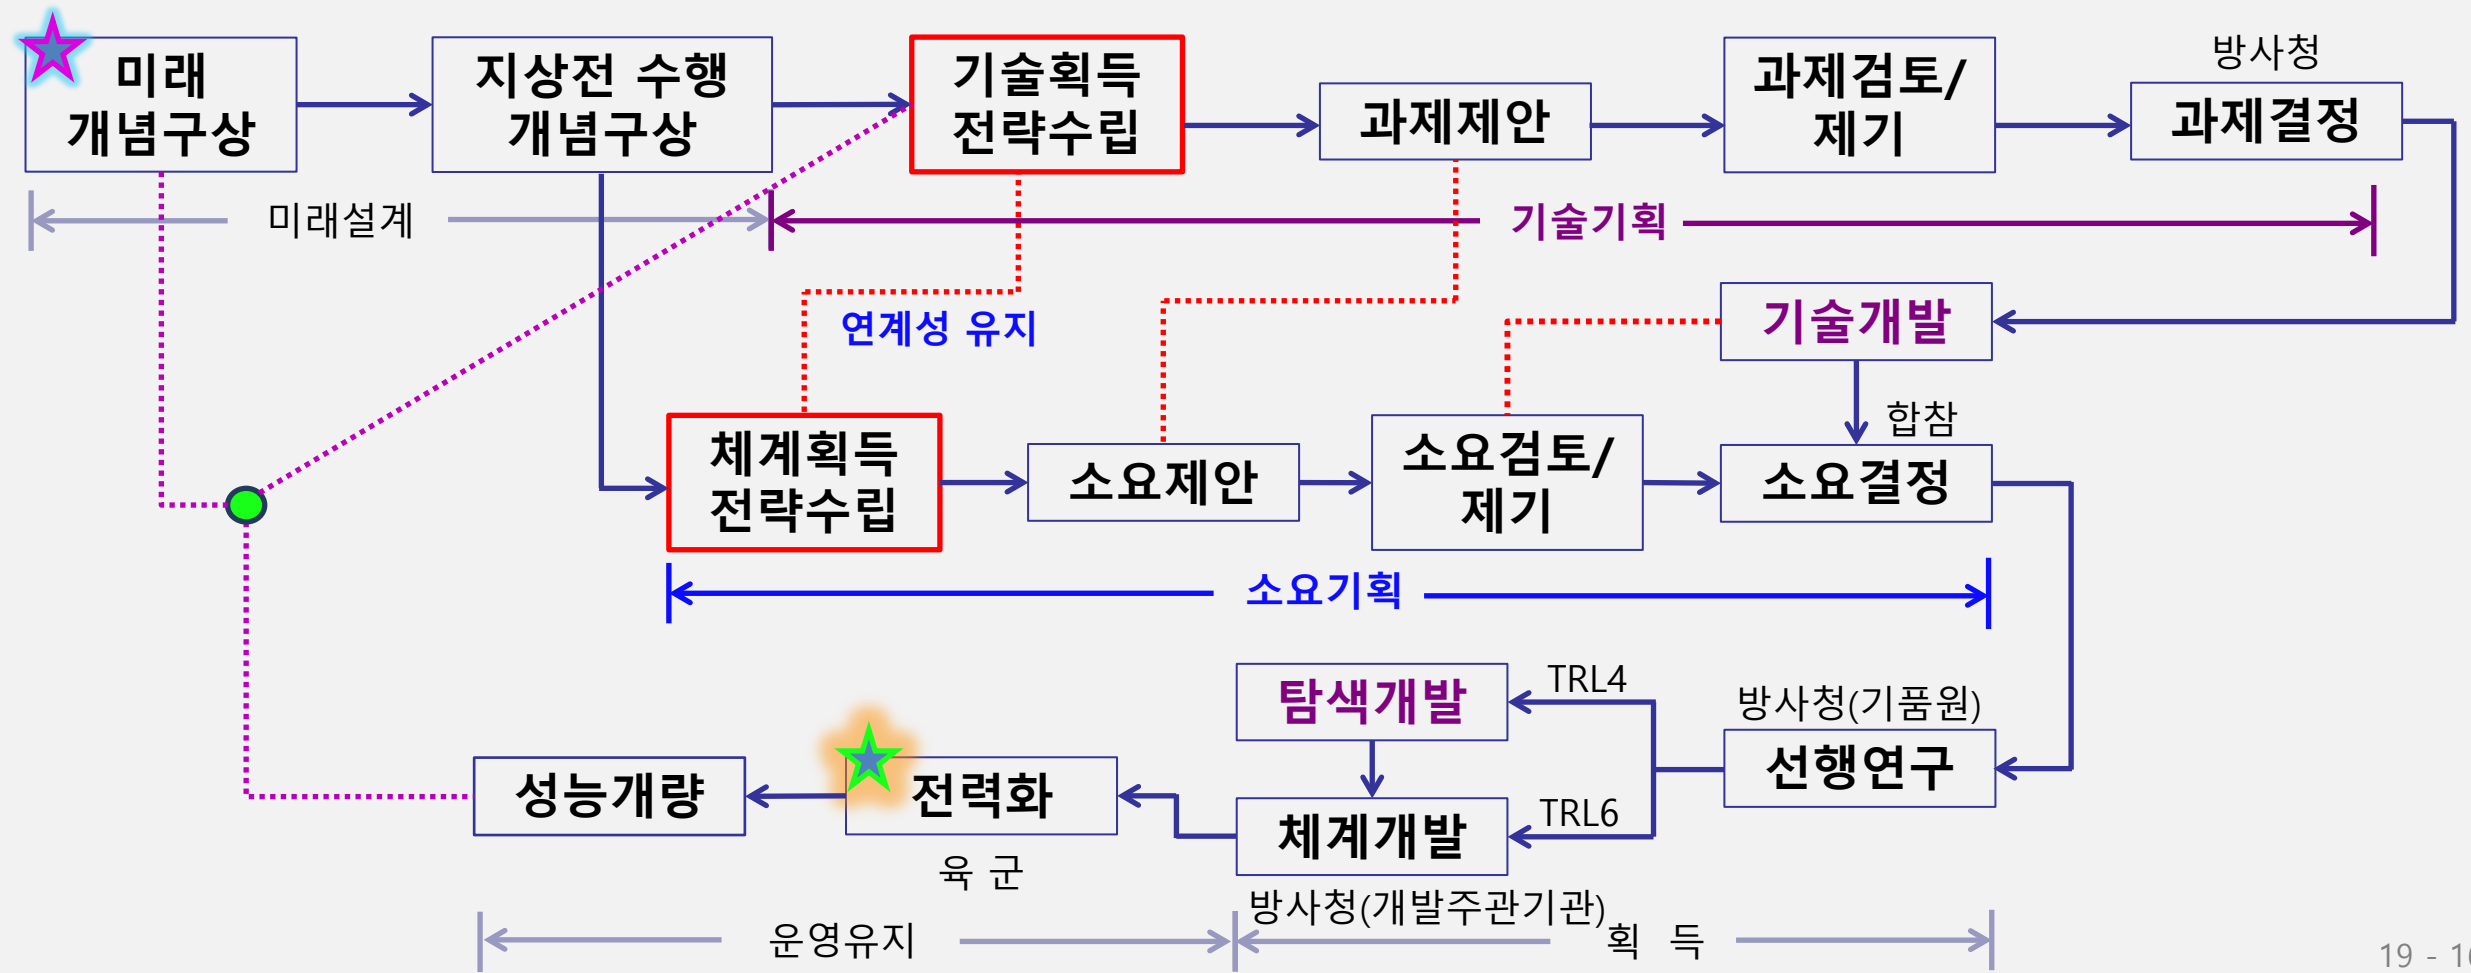 방사청
미래
개념구상
지상전 수행
개념구상
기술획득
전략수립
과제제안
과제검토/
제기
과제결정
미래설계
기술기획
연계성 유지
기술개발
합참
체계획득
전략수립
소요제안
소요검토/
제기
소요결정
소요기획
탐색개발
TRL4
방사청(기품원)
선행연구
성능개량
전력화
TRL6
체계개발
육 군
방사청(개발주관기관)
운영유지
획 득